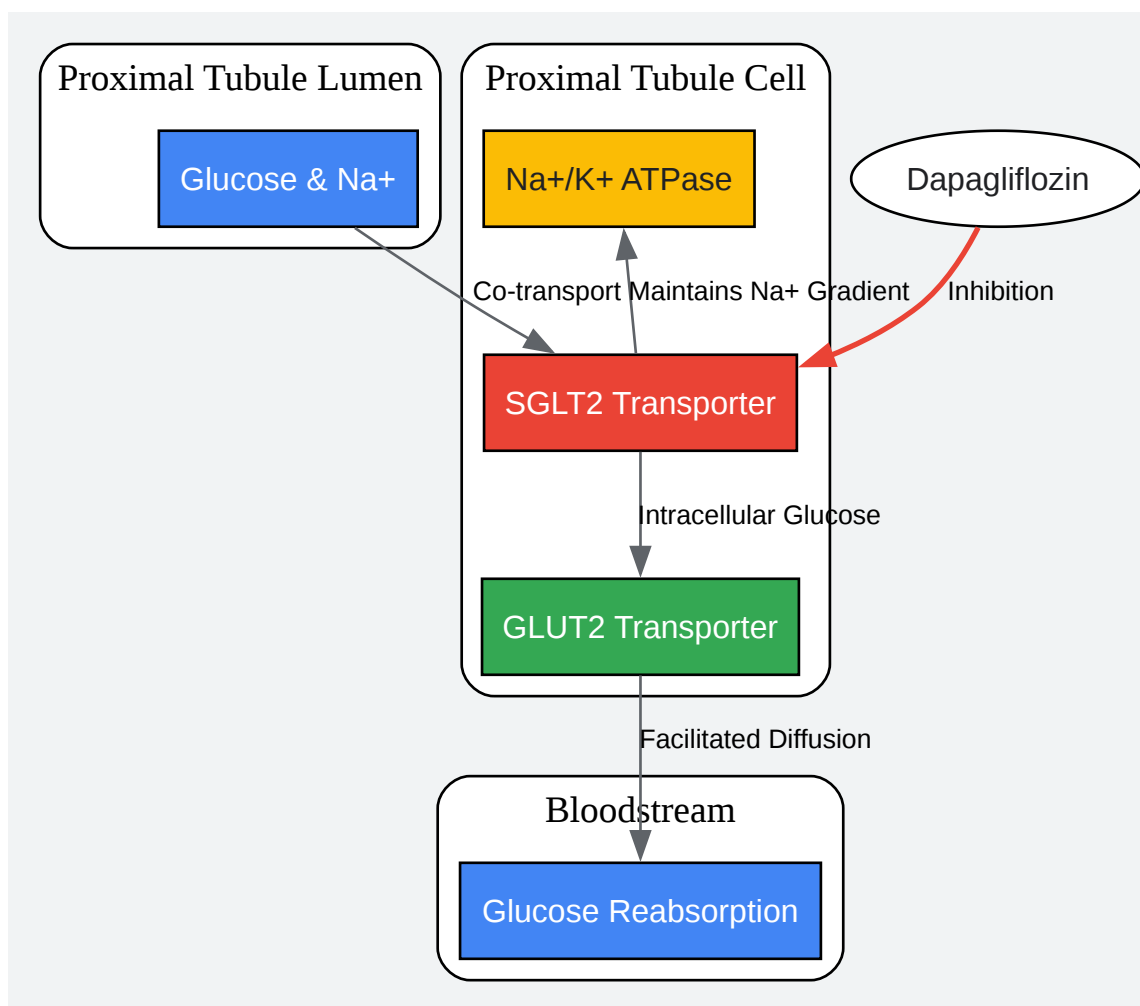 Proximal Tubule Lumen
Proximal Tubule Cell
Glucose & Na+
Na+/K+ ATPase
Dapagliflozin
Co-transport
Maintains Na+ Gradient
Inhibition
SGLT2 Transporter
Intracellular Glucose
GLUT2 Transporter
Facilitated Diffusion
Bloodstream
Glucose Reabsorption